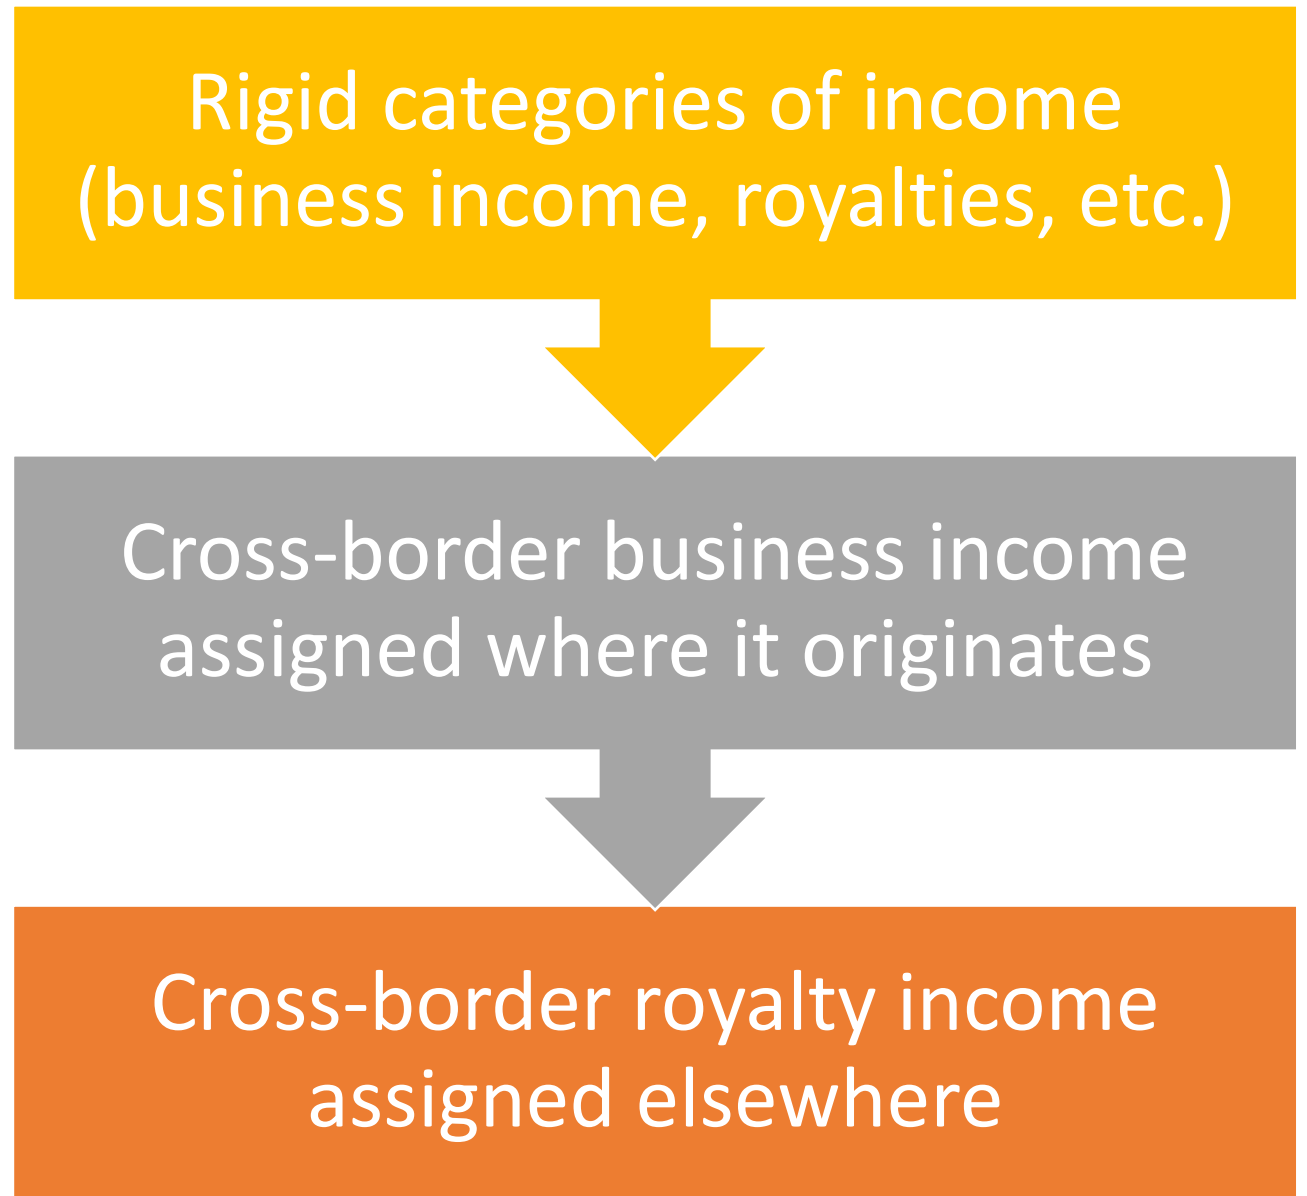 Rigid categories of income
(business income, royalties, etc.)
Cross-border business income
assigned where it originates
Cross-border royalty income
assigned elsewhere